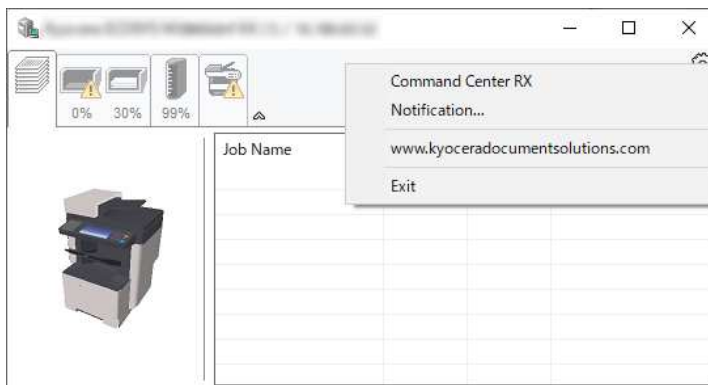 0%
30%
99%
Job Name
Command Center RX
Notification...
www.kyoceradocumentsolutions.com
Exit